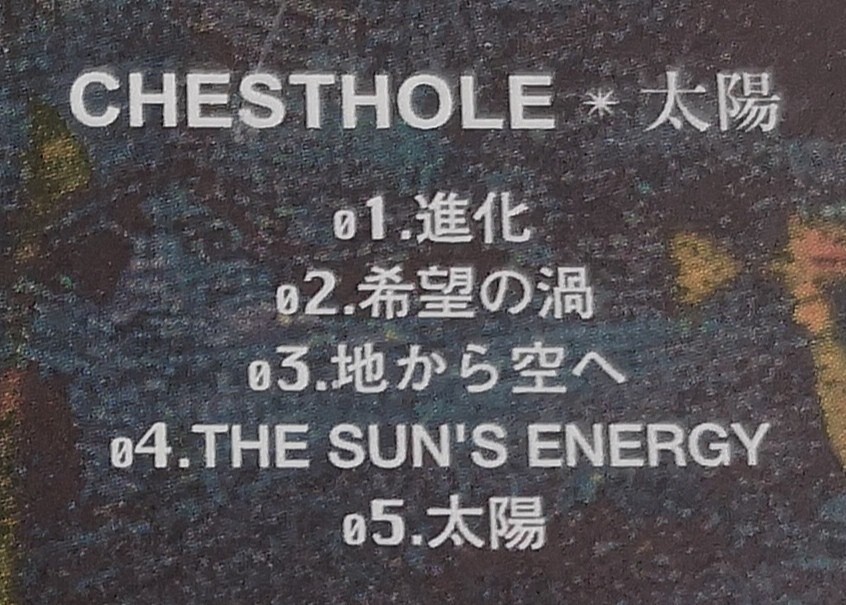 CHESTHOLE * 太陽
01.進化
02.希望の渦
03.地から空へ
04.THE SUN'S ENERGY
05.太陽